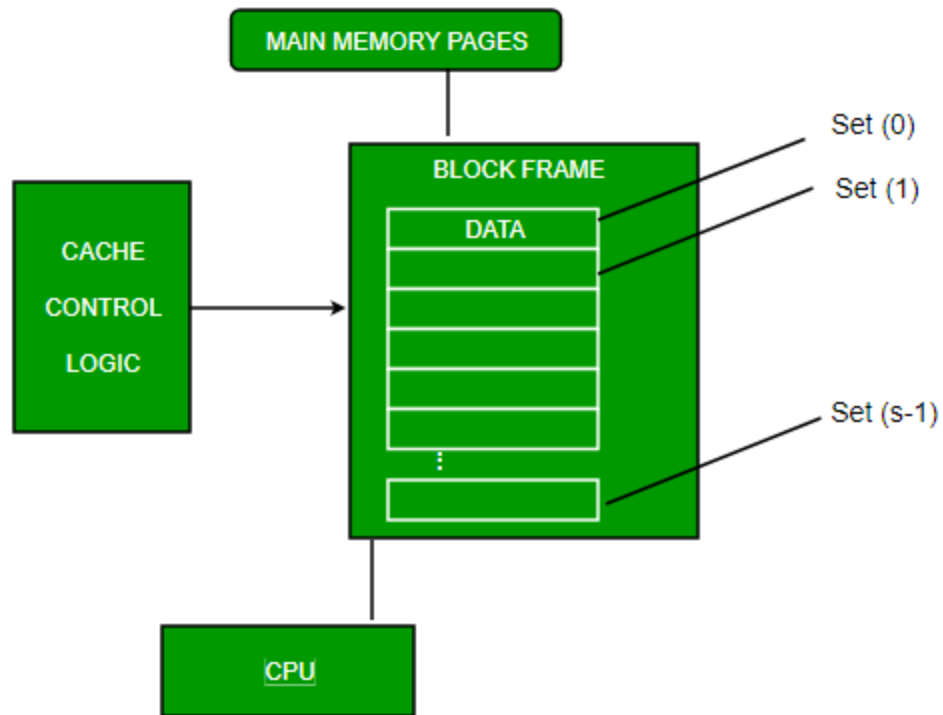 MAIN MEMORY PAGES
Set (0)
BLOCK FRAME
Set (1)
DATA
CACHE
CONTROL
LOGIC
Set (s-1)
CPU